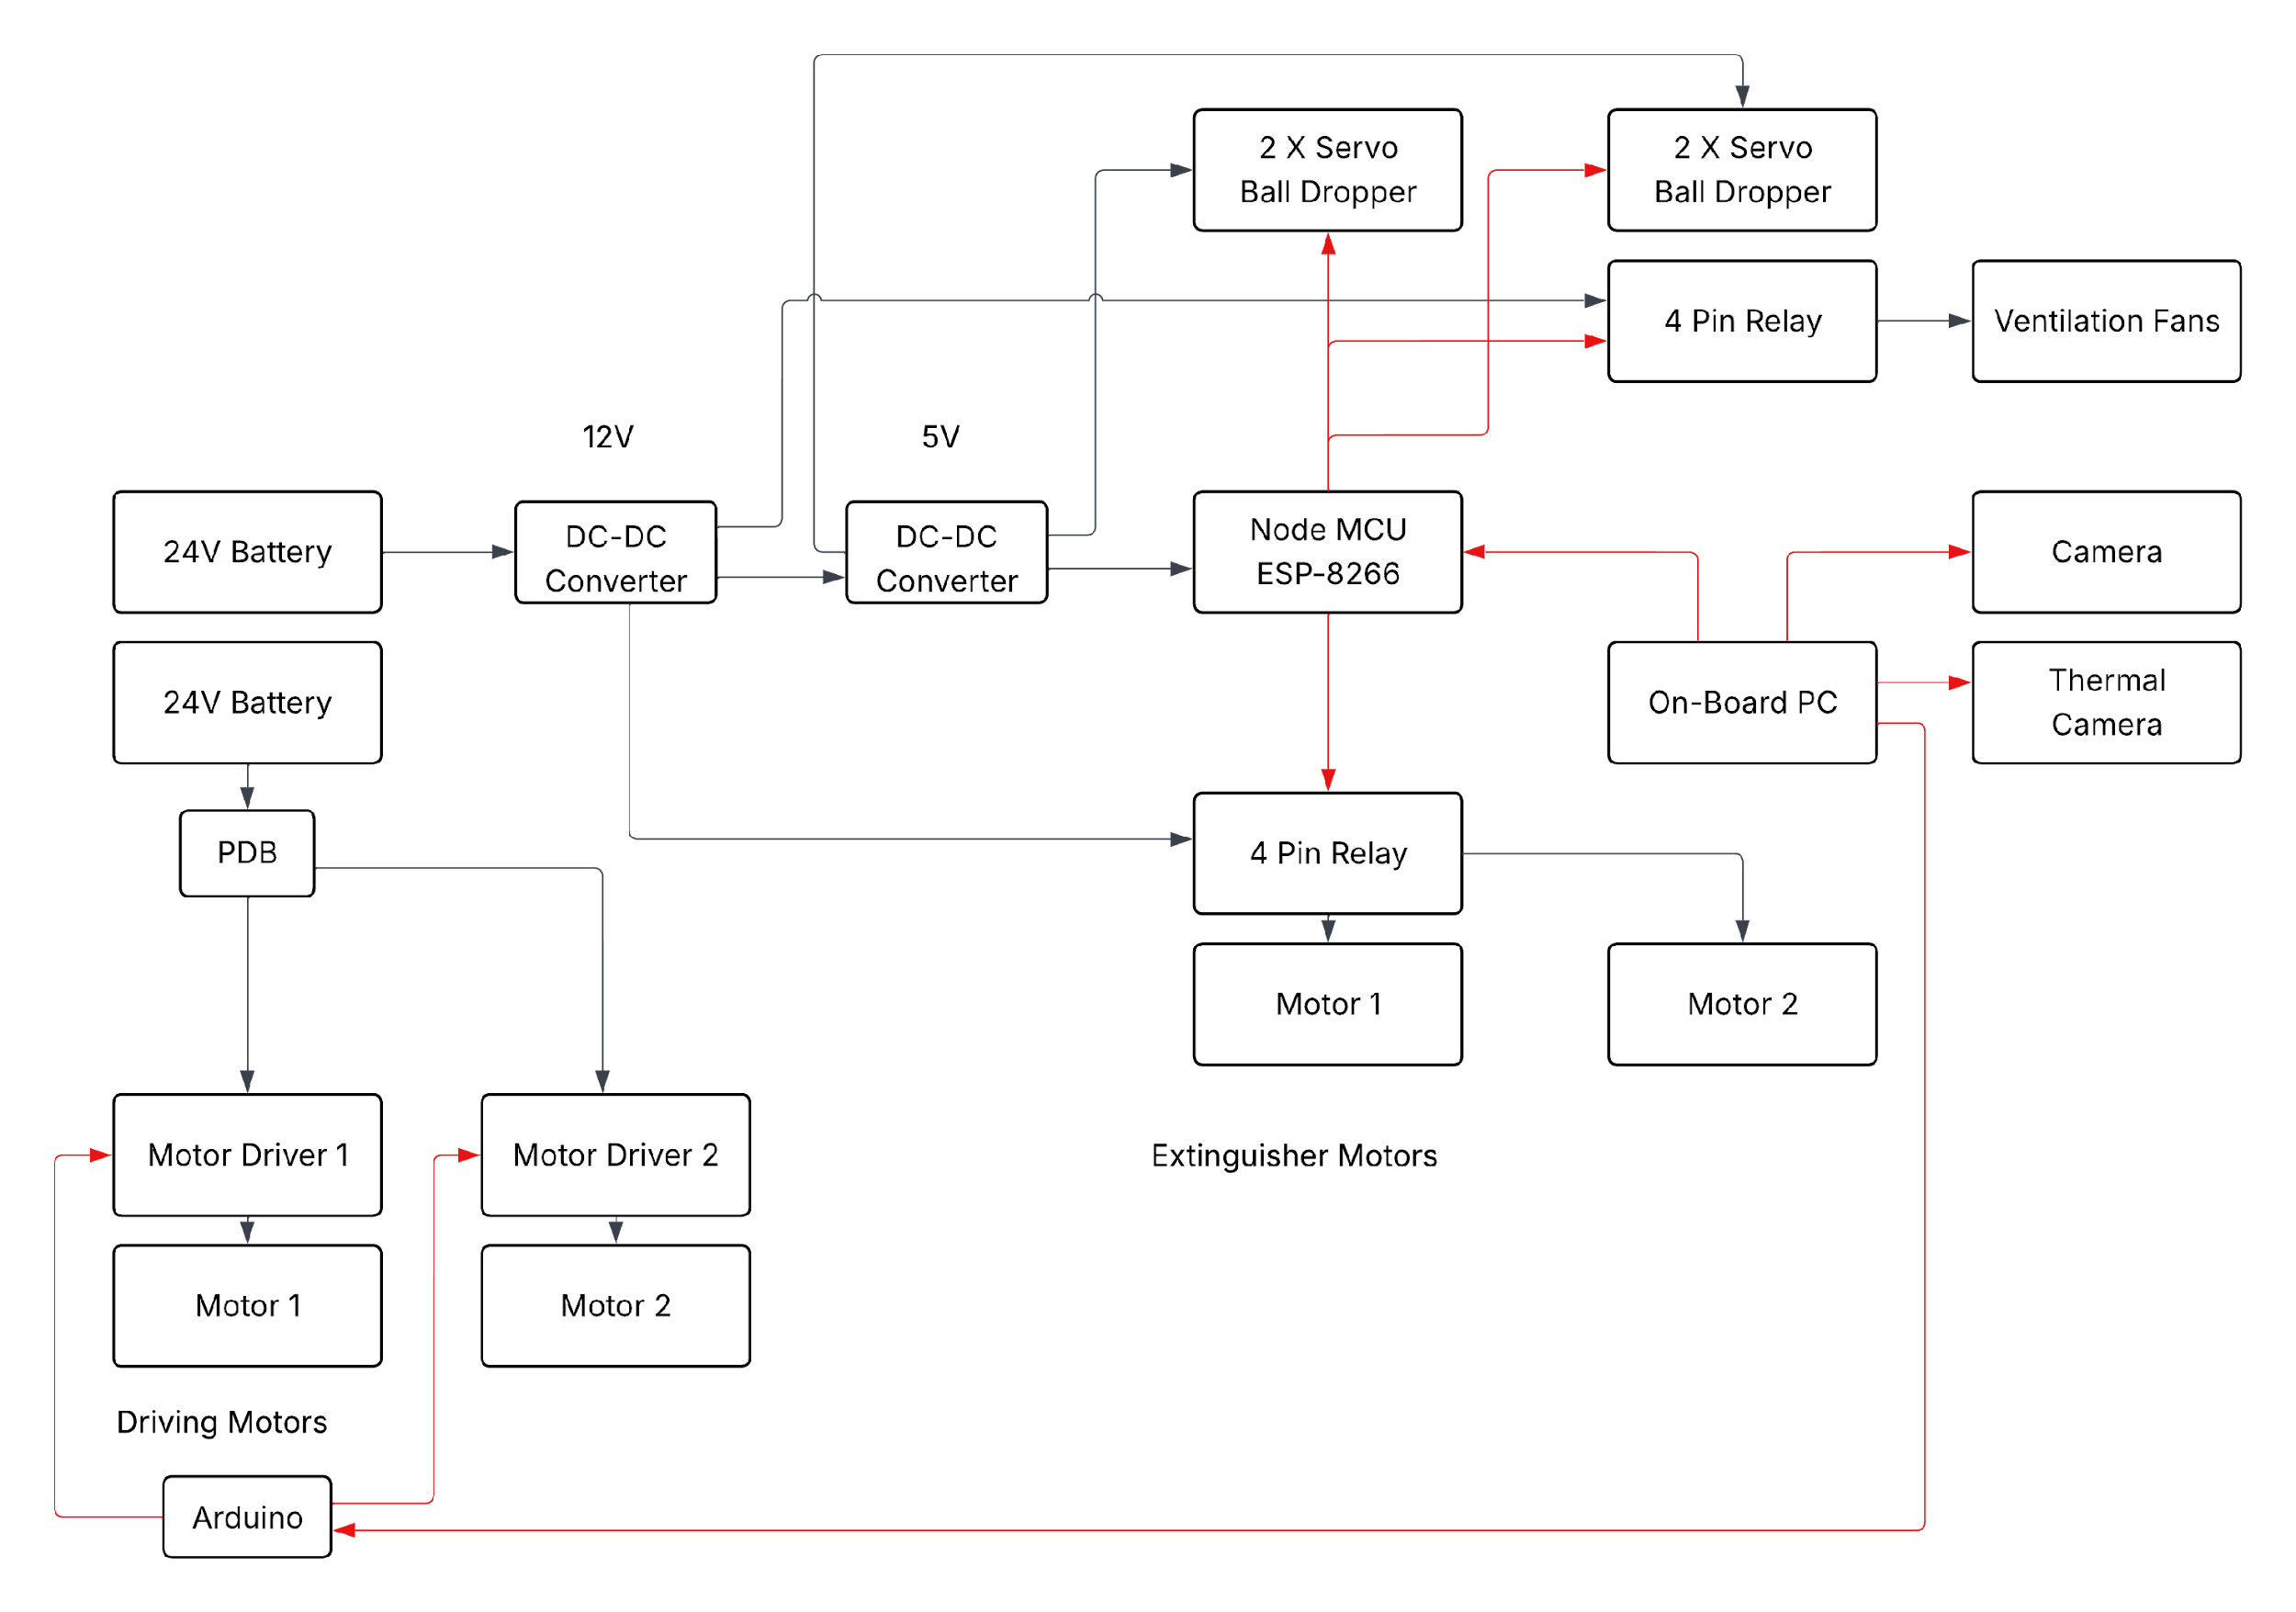 2 X Servo
Ball Dropper
2 X Servo
Ball Dropper
4 Pin Relay
Ventilation Fans
12V
5V
24V Battery
DC-DC
Converter
DC-DC
Converter
Node MCU
ESP-8266
Camera
24V Battery
On-Board PC
Thermal
Camera
PDB
4 Pin Relay
Motor 1
Motor 2
Motor Driver 1
Motor Driver 2
Extinguisher Motors
Motor 1
Motor 2
Driving Motors
Arduino